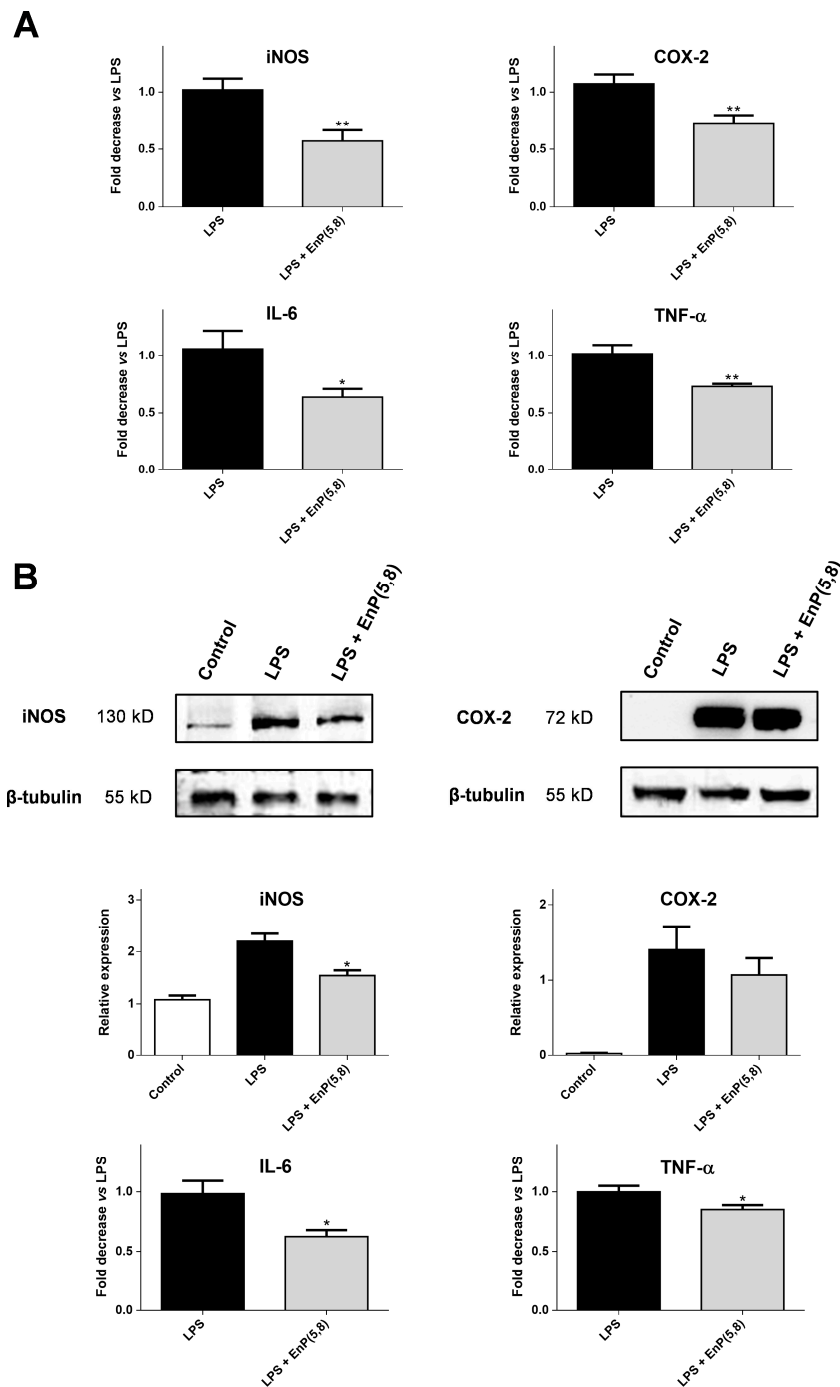 A
iNOS
Fold decrease vs LPS
1.0
0.5
0.0
**
LPS
LPS + EnP(5,8)
COX-2
Fold decrease vs LPS
1.0
0.5
0.0
**
LPS
LPS + EnP(5,8)
IL-6
Fold decrease vs LPS
1.0
0.5
0.0
*
LPS
LPS + EnP(5,8)
TNF-α
Fold decrease vs LPS
1.0
0.5
0.0
**
LPS
LPS + EnP(5,8)
B
Control
LPS
LPS + EnP(5,8)
iNOS 130 kD
β-tubulin 55 kD
Control
LPS
LPS + EnP(5,8)
COX-2 72 kD
β-tubulin 55 kD
iNOS
Relative expression
3
2
1
0
*
Control
LPS
LPS + EnP(5,8)
COX-2
Relative expression
2
1
0
Control
LPS
LPS + EnP(5,8)
IL-6
Fold decrease vs LPS
1.0
0.5
0.0
*
LPS
LPS + EnP(5,8)
TNF-α
Fold decrease vs LPS
1.0
0.5
0.0
*
LPS
LPS + EnP(5,8)